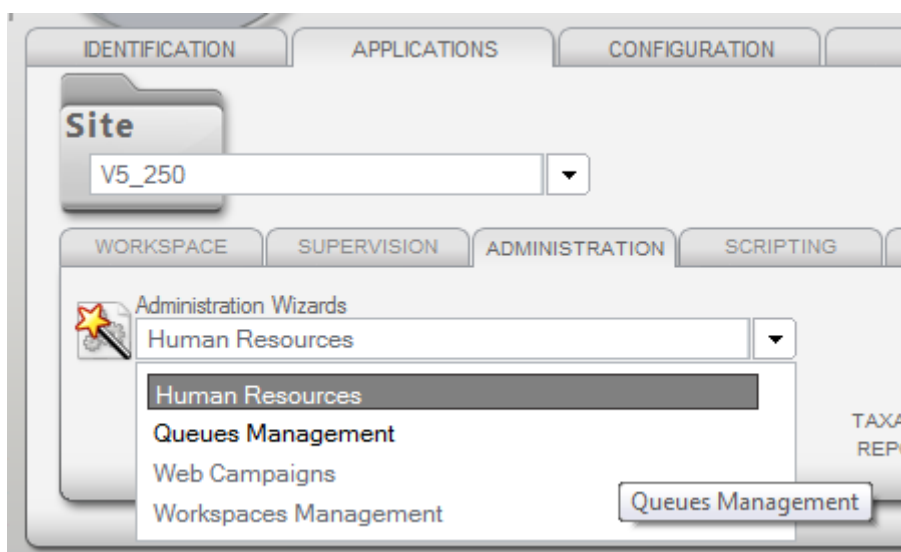 IDENTIFICATION APPLICATIONS CONFIGURATION
Site
V5_250
WORKSPACE SUPERVISION ADMINISTRATION SCRIPTING
Administration Wizards
Human Resources
Human Resources
Queues Management
Web Campaigns
Workspaces Management
Queues Management